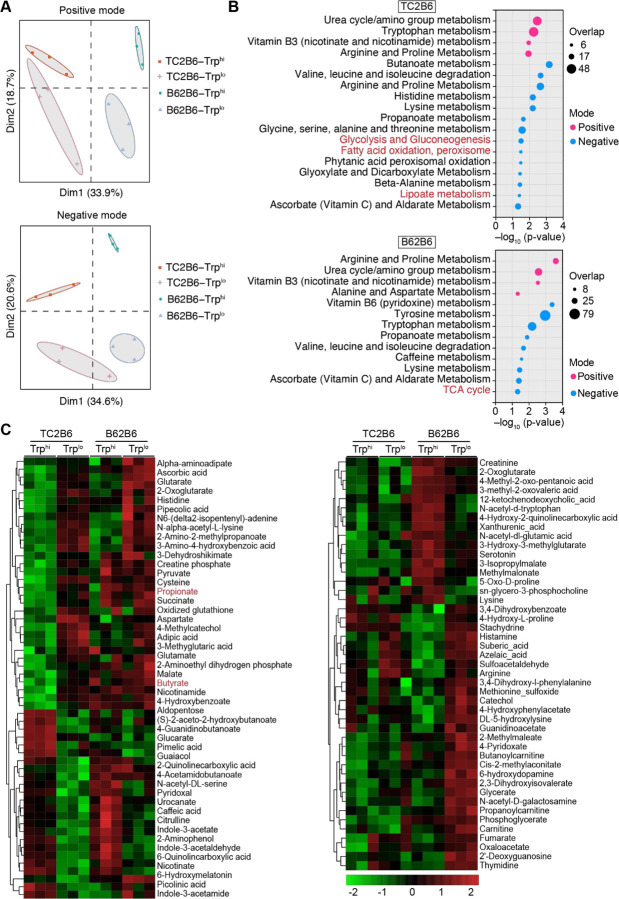 A
Positive mode
Dim2 (18.7%)
Dim1 (33.9%)
TC2B6–Trphi
TC2B6–Trplo
B62B6–Trphi
B62B6–Trplo
Negative mode
Dim2 (20.6%)
Dim1 (34.6%)
TC2B6–Trphi
TC2B6–Trplo
B62B6–Trphi
B62B6–Trplo
B
TC2B6
Urea cycle/amino group metabolism
Tryptophan metabolism
Vitamin B3 (nicotinate and nicotinamide) metabolism
Arginine and Proline Metabolism
Butanoate metabolism
Valine, leucine and isoleucine degradation
Arginine and Proline Metabolism
Histidine metabolism
Lysine metabolism
Propanoate metabolism
Glycine, serine, alanine and threonine metabolism
Glycolysis and Gluconeogenesis
Fatty acid oxidation, peroxisome
Phytanic acid peroxisomal oxidation
Glyoxylate and Dicarboxylate Metabolism
Beta-Alanine metabolism
Lipoate metabolism
Ascorbate (Vitamin C) and Aldarate Metabolism
0 1 2 3 4
–log10 (p-value)
Overlap
6
17
48
Mode
Positive
Negative
B62B6
Arginine and Proline Metabolism
Urea cycle/amino group metabolism
Vitamin B3 (nicotinate and nicotinamide) metabolism
Alanine and Aspartate Metabolism
Vitamin B6 (pyridoxine) metabolism
Tyrosine metabolism
Tryptophan metabolism
Propanoate metabolism
Valine, leucine and isoleucine degradation
Caffeine metabolism
Lysine metabolism
Ascorbate (Vitamin C) and Aldarate Metabolism
TCA cycle
0 1 2 3 4
–log10 (p-value)
Overlap
8
25
79
Mode
Positive
Negative
C
TC2B6 B62B6
Trphi Trplo Trphi Trplo
Alpha-aminoadipate
Ascorbic acid
Glutarate
2-Oxoglutarate
Histidine
Pipecolic acid
N6-(delta2-isopentenyl)-adenine
N-alpha-acetyl-L-lysine
2-Amino-2-methylpropanoate
3-Amino-4-hydroxybenzoic acid
3-Dehydroshikimate
Creatine phosphate
Pyruvate
Cysteine
Propionate
Succinate
Oxidized glutathione
Aspartate
4-Methylcatechol
Adipic acid
3-Methylglutaric acid
Glutamate
2-Aminoethyl dihydrogen phosphate
Malate
Butyrate
Nicotinamide
4-Hydroxybenzoate
Aldopentose
(S)-2-aceto-2-hydroxybutanoate
4-Guanidinobutanoate
Glucarate
Pimelic acid
Guaiacol
2-Quinolinecarboxylic acid
4-Acetamidobutanoate
N-acetyl-DL-serine
Pyridoxal
Urocanate
Caffeic acid
Citrulline
Indole-3-acetate
2-Aminophenol
Indole-3-acetaldehyde
6-Quinolinecarboxylic acid
Nicotinate
6-Hydroxymelatonin
Picolinic acid
Indole-3-acetamide
TC2B6 B62B6
Trphi Trplo Trphi Trplo
Creatinine
2-Oxoglutarate
4-Methyl-2-oxo-pentanoic acid
3-methyl-2-oxovaleric acid
12-ketochenodeoxycholic_acid
N-acetyl-d-tryptophan
4-Hydroxy-2-quinolinecarboxylic acid
Xanthurenic_acid
N-acetyl-dl-glutamic acid
3-Hydroxy-3-methylglutarate
Serotonin
3-Isopropylmalate
Methylmalonate
5-Oxo-D-proline
sn-glycero-3-phosphocholine
Lysine
3,4-Dihydroxybenzoate
4-Hydroxy-L-proline
Stachydrine
Histamine
Suberic_acid
Azelaic_acid
Sulfoacetaldehyde
Arginine
3,4-Dihydroxy-l-phenylalanine
Methionine_sulfoxide
Catechol
4-Hydroxyphenylacetate
DL-5-hydroxylysine
Guanidinoacetate
2-Methylmaleate
4-Pyridoxate
Butanoylcarnitine
Cis-2-methylaconitate
6-hydroxydopamine
2,3-Dihydroxyisovalerate
Glycerate
N-acetyl-D-galactosamine
Propanoylcarnitine
Phosphoglycerate
Carnitine
Fumarate
Oxaloacetate
2'-Deoxyguanosine
Thymidine
-2 -1 0 1 2